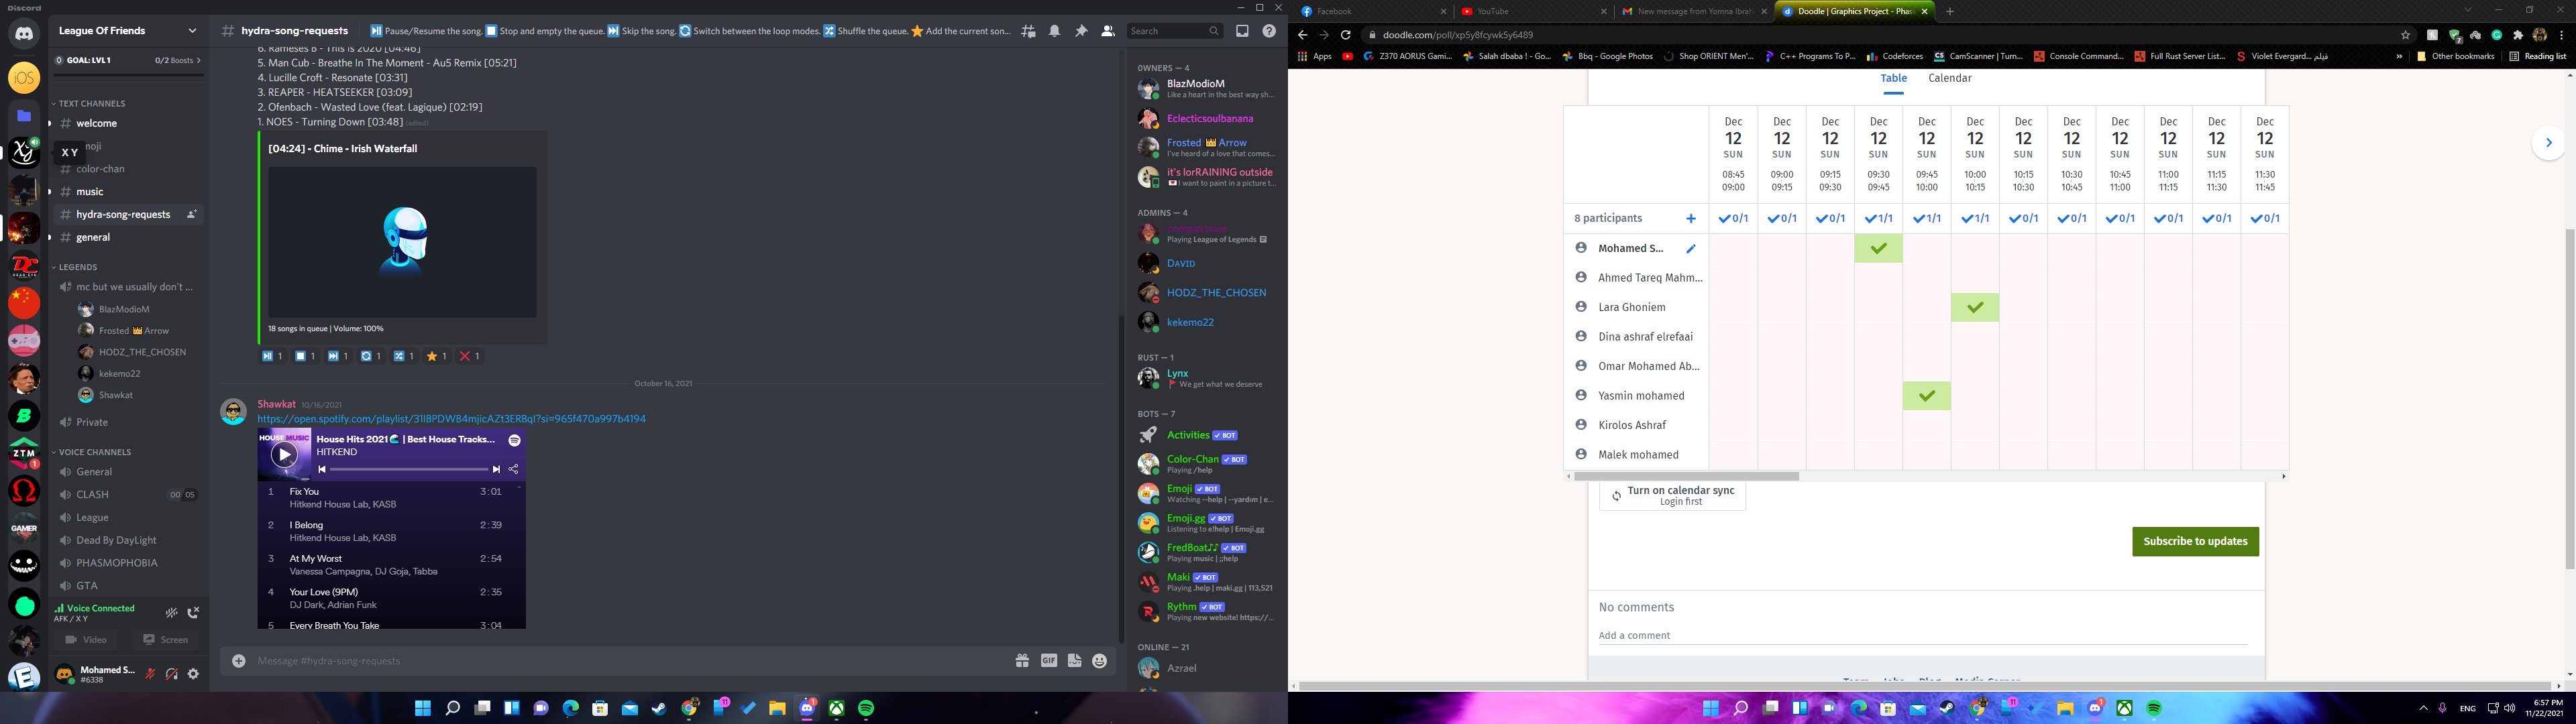 Discord
League Of Friends
GOAL: LVL 1
0/2 Boosts
TEXT CHANNELS
welcome
moji
X Y
color-chan
music
hydra-song-requests
general
LEGENDS
mc but we usually don't ...
BlazModioM
Frosted 👑 Arrow
HODZ_THE_CHOSEN
kekemo22
Shawkat
Private
VOICE CHANNELS
General
CLASH
00 05
League
Dead By DayLight
PHASMOPHOBIA
GTA
Voice Connected
AFK / X Y
Video
Screen
Mohamed S...
#6338
iOS
ZTM
1
GAMER
# hydra-song-requests
⏯Pause/Resume the song.⏹Stop and empty the queue.⏭Skip the song.🔄Switch between the loop modes.🔀Shuffle the queue.⭐Add the current son...
Search
6. Rameses B - This is 2020 [04:46]
5. Man Cub - Breathe In The Moment - Au5 Remix [05:21]
4. Lucille Croft - Resonate [03:31]
3. REAPER - HEATSEEKER [03:09]
2. Ofenbach - Wasted Love (feat. Lagique) [02:19]
1. NOES - Turning Down [03:48] (edited)
[04:24] - Chime - Irish Waterfall
18 songs in queue | Volume: 100%
1 1 1 1 1 1 1
October 16, 2021
Shawkat 10/16/2021
https://open.spotify.com/playlist/31lBPDWB4mjicAZt3ERBqI?si=965f470a997b4194
HOUSE MUSIC
House Hits 2021🌊 | Best House Tracks...
HITKEND
1 Fix You 3:01
Hitkend House Lab, KASB
2 I Belong 2:39
Hitkend House Lab, KASB
3 At My Worst 2:54
Vanessa Campagna, DJ Goja, Tabba
4 Your Love (9PM) 2:35
DJ Dark, Adrian Funk
5 Every Breath You Take 3:04
Message #hydra-song-requests
GIF
OWNERS — 4
BlazModioM
Like a heart in the best way sh...
Eclecticsoulbanana
Frosted 👑 Arrow
I've heard of a love that comes...
it's lorRAINING outside
I want to paint in a picture t...
ADMINS — 4
Playing League of Legends
DAVID
HODZ_THE_CHOSEN
kekemo22
RUST — 1
Lynx
🚩 We get what we deserve
BOTS — 7
Activities ✓ BOT
Color-Chan ✓ BOT
Playing /help
Emoji ✓ BOT
Watching --help | --yardım | e...
Emoji.gg ✓ BOT
Listening to e!help | Emoji.gg
FredBoat♪♪ ✓ BOT
Playing music | ;;help
Maki ✓ BOT
Playing .help | maki.gg | 113,521
Rythm ✓ BOT
Playing new website! https://...
ONLINE — 21
Azrael
Facebook
YouTube
New message from Yomna Ibrah
Doodle | Graphics Project - Phas
doodle.com/poll/xp5y8fcywk5y6489
Apps
Z370 AORUS Gami...
Salah dbaba ! - Go...
Bbq - Google Photos
Shop ORIENT Men'...
C++ Programs To P...
Codeforces
CS CamScanner | Turn...
Console Command...
Full Rust Server List...
Violet Evergard... فيلم
»
Other bookmarks
Reading list
Table
Calendar
Dec Dec Dec Dec Dec Dec Dec Dec Dec Dec Dec Dec
12 12 12 12 12 12 12 12 12 12 12 12
SUN SUN SUN SUN SUN SUN SUN SUN SUN SUN SUN SUN
08:45 09:00 09:15 09:30 09:45 10:00 10:15 10:30 10:45 11:00 11:15 11:30
09:00 09:15 09:30 09:45 10:00 10:15 10:30 10:45 11:00 11:15 11:30 11:45
8 participants + ✓0/1 ✓0/1 ✓0/1 ✓1/1 ✓1/1 ✓1/1 ✓0/1 ✓0/1 ✓0/1 ✓0/1 ✓0/1 ✓0/1
Mohamed S...
Ahmed Tareq Mahm...
Lara Ghoniem
Dina ashraf elrefaai
Omar Mohamed Ab...
Yasmin mohamed
Kirolos Ashraf
Malek mohamed
Turn on calendar sync
Login first
Subscribe to updates
No comments
Add a comment
ENG
6:57 PM
11/22/2021